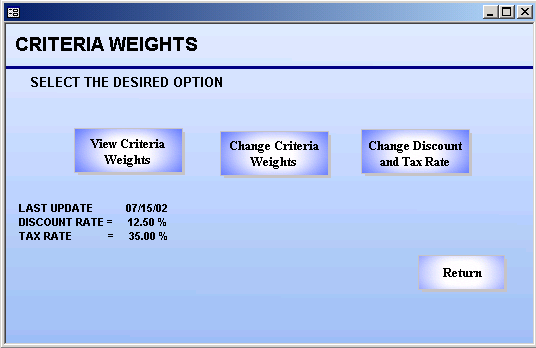 CRITERIA WEIGHTS
SELECT THE DESIRED OPTION
View Criteria
Weights
Change Criteria
Weights
Change Discount
and Tax Rate
LAST UPDATE 07/15/02
DISCOUNT RATE = 12.50 %
TAX RATE = 35.00 %
Return